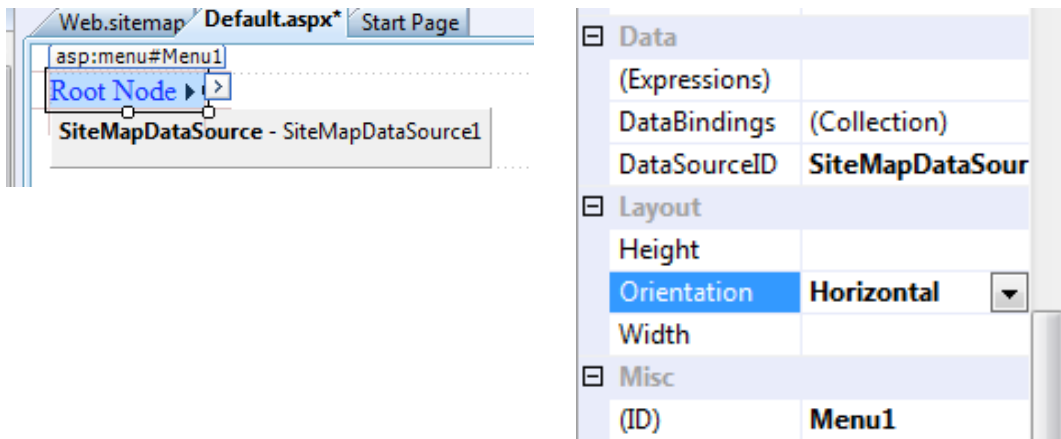 Web.sitemap Default.aspx* Start Page
asp:menu#Menu1
Root Node
SiteMapDataSource - SiteMapDataSource1
Data
(Expressions)
DataBindings (Collection)
DataSourceID SiteMapDataSour
Layout
Height
Orientation Horizontal
Width
Misc
(ID) Menu1